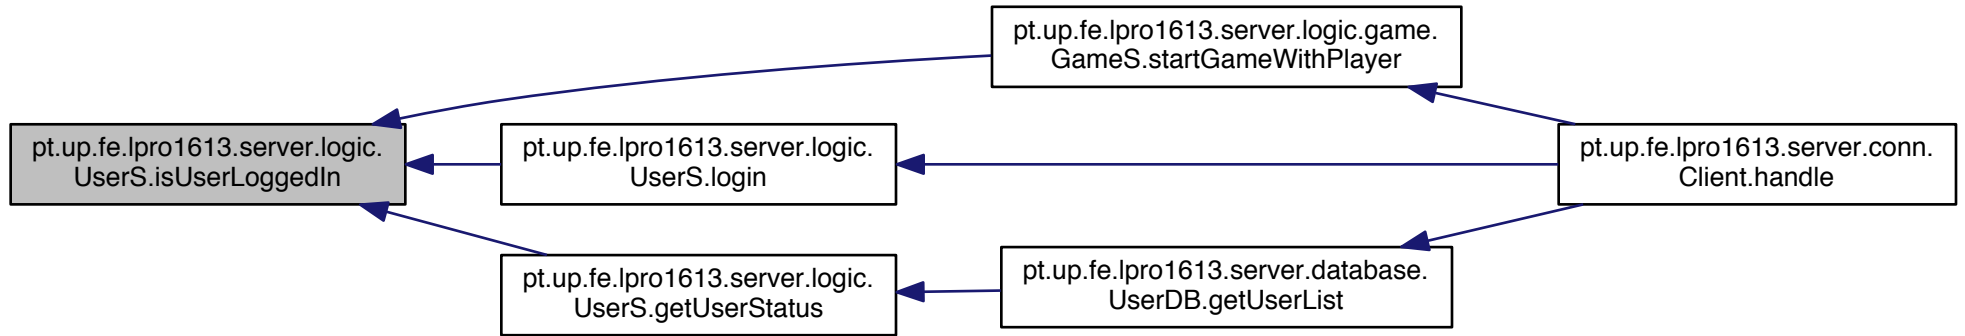 pt.up.fe.lpro1613.server.logic.game.
GameS.startGameWithPlayer
pt.up.fe.lpro1613.server.logic.
UserS.isUserLoggedIn
pt.up.fe.lpro1613.server.logic.
UserS.login
pt.up.fe.lpro1613.server.conn.
Client.handle
pt.up.fe.lpro1613.server.logic.
UserS.getUserStatus
pt.up.fe.lpro1613.server.database.
UserDB.getUserList